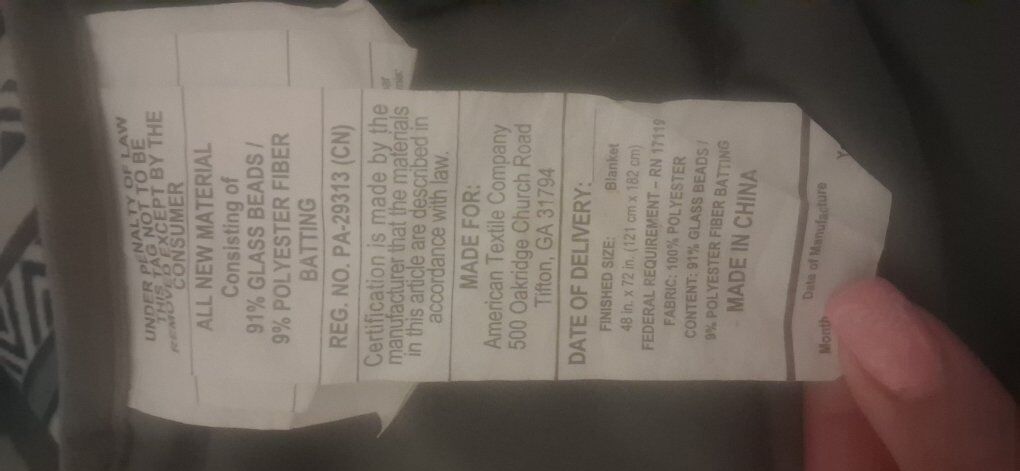 UNDER PENALTY OF LAW
THIS TAG NOT TO BE
REMOVED EXCEPT BY THE
CONSUMER
ALL NEW MATERIAL
Consisting of
91% GLASS BEADS /
9% POLYESTER FIBER
BATTING
REG. NO. PA-29313 (CN)
Certification is made by the
manufacturer that the materials
in this article are described in
accordance with law.
MADE FOR:
American Textile Company
500 Oakridge Church Road
Tifton, GA 31794
DATE OF DELIVERY:
FINISHED SIZE: Blanket
48 in. x 72 in. (121 cm x 182 cm)
FEDERAL REQUIREMENT – RN 17119
FABRIC: 100% POLYESTER
CONTENT: 91% GLASS BEADS /
9% POLYESTER FIBER BATTING
MADE IN CHINA
Date of Manufacture
Month